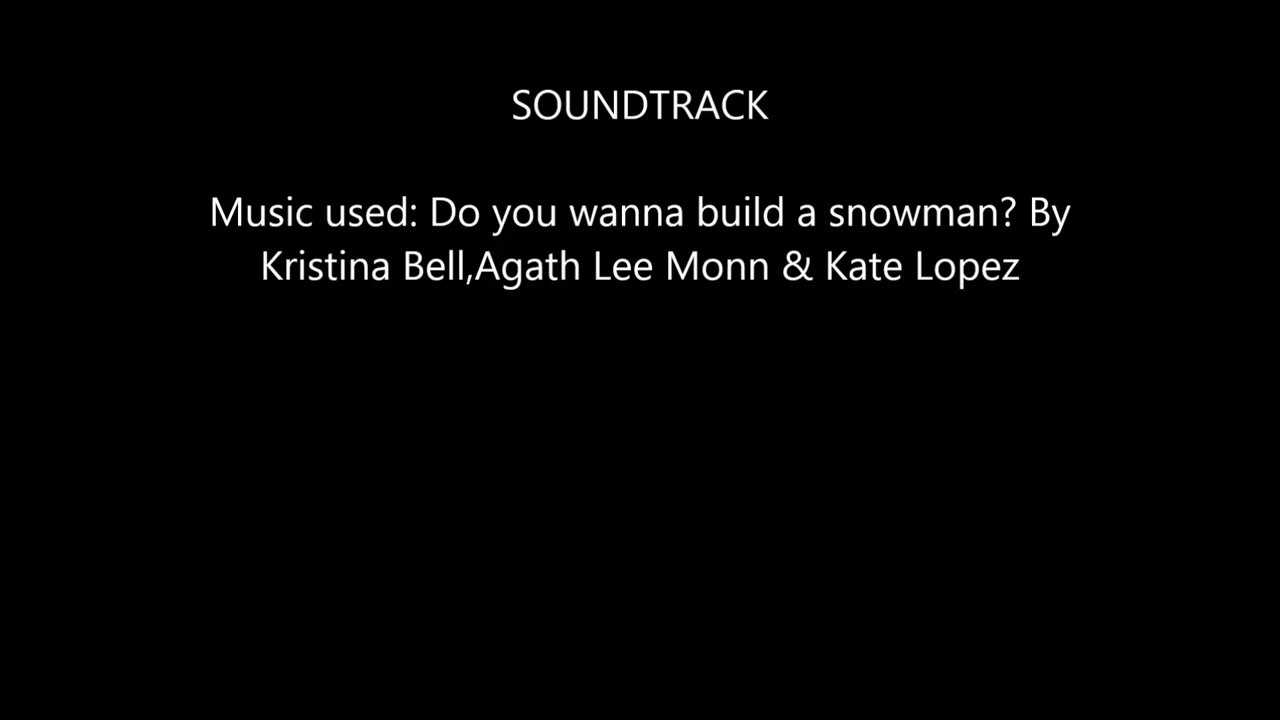 SOUNDTRACK
Music used: Do you wanna build a snowman? By
Kristina Bell,Agath Lee Monn & Kate Lopez